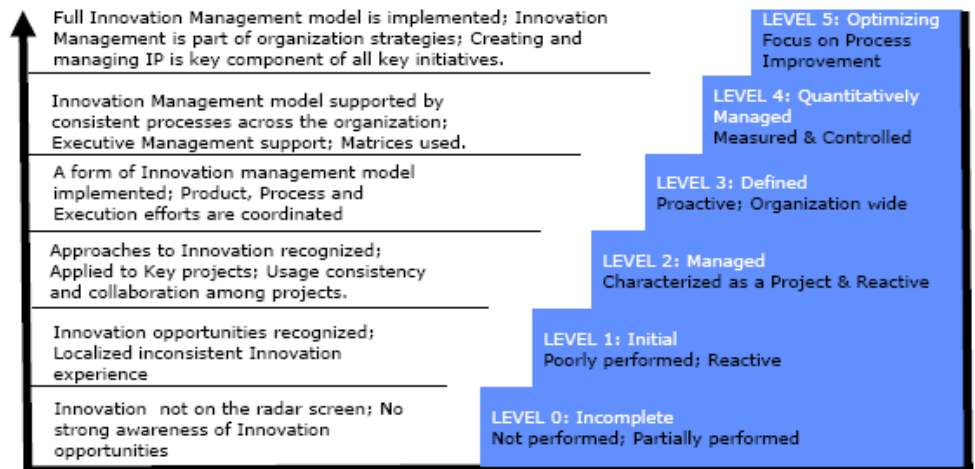 Full Innovation Management model is implemented; Innovation
Management is part of organization strategies; Creating and
managing IP is key component of all key initiatives.
LEVEL 5: Optimizing
Focus on Process
Improvement
Innovation Management model supported by
consistent processes across the organization;
Executive Management support; Matrices used.
LEVEL 4: Quantitatively
Managed
Measured & Controlled
A form of Innovation management model
implemented; Product, Process and
Execution efforts are coordinated
LEVEL 3: Defined
Proactive; Organization wide
Approaches to Innovation recognized;
Applied to Key projects; Usage consistency
and collaboration among projects.
LEVEL 2: Managed
Characterized as a Project & Reactive
Innovation opportunities recognized;
Localized inconsistent Innovation
experience
LEVEL 1: Initial
Poorly performed; Reactive
Innovation not on the radar screen; No
strong awareness of Innovation
opportunities
LEVEL 0: Incomplete
Not performed; Partially performed